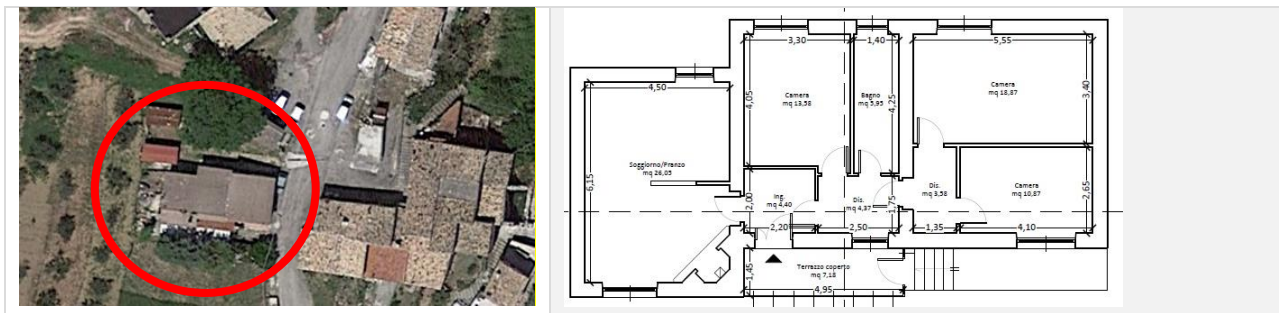 3,30
1,40
5,55
4,50
Camera
mq 13,58
Bagno
mq 5,95
Camera
mq 18,87
4,05
4,25
3,40
Soggiorno/Pranzo
mq 26,05
6,15
Ing.
mq 4,40
2,00
Dis.
mq 4,37
1,75
Dis.
mq 3,58
Camera
mq 10,87
2,65
2,20
2,50
1,35
4,10
1,45
Terrazzo coperto
mq 7,18
4,95